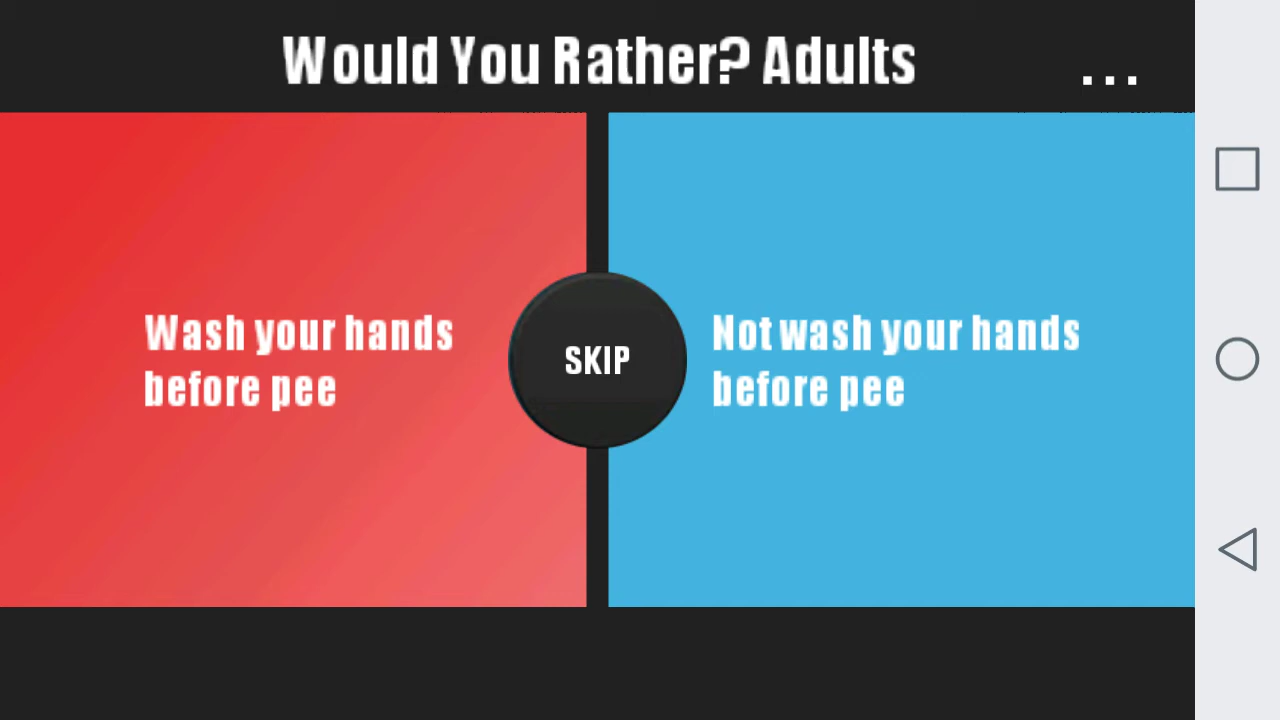 Would You Rather? Adults
...
Wash your hands
before pee
SKIP
Not wash your hands
before pee